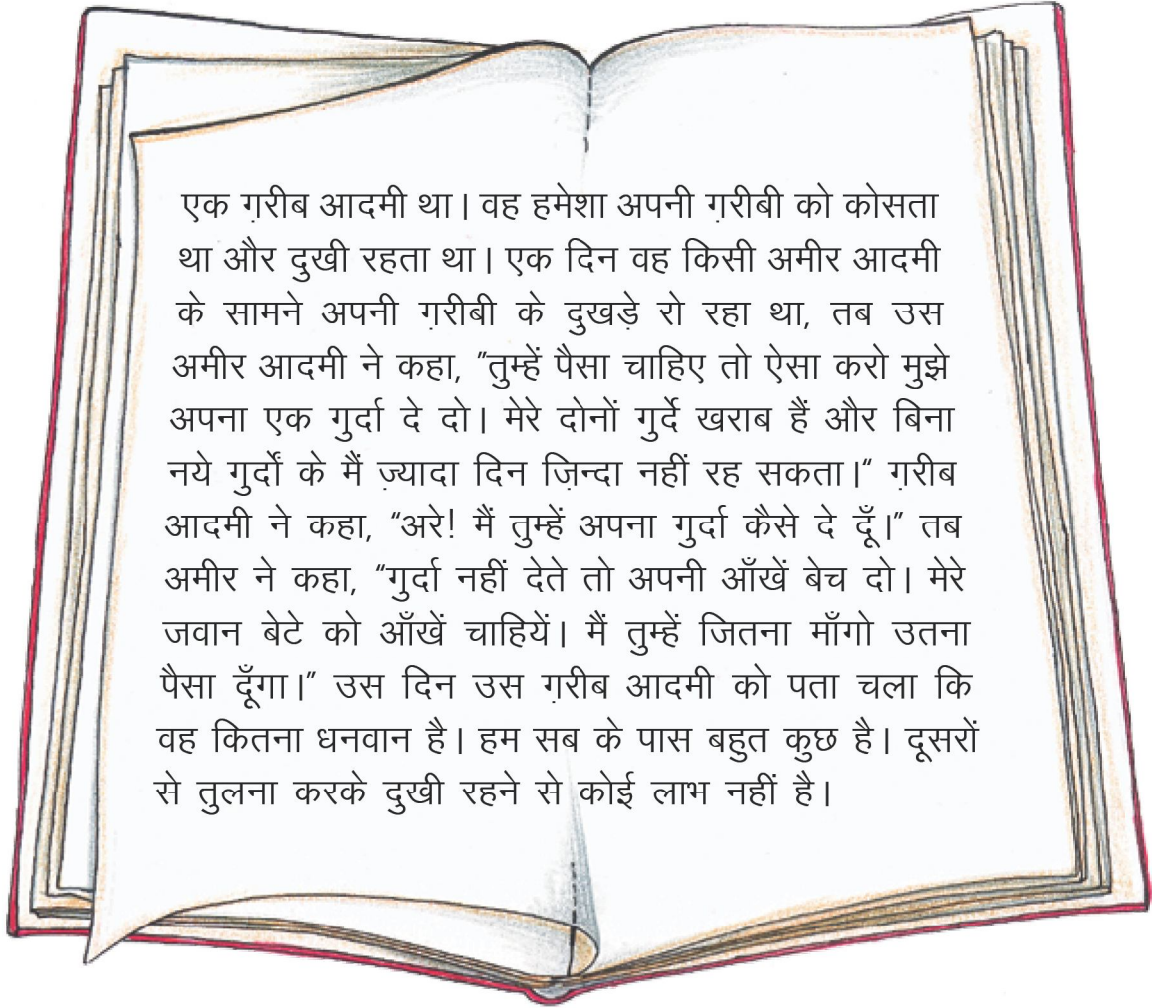 एक ग़रीब आदमी था। वह हमेशा अपनी ग़रीबी को कोसता
था और दुखी रहता था। एक दिन वह किसी अमीर आदमी
के सामने अपनी ग़रीबी के दुखड़े रो रहा था, तब उस
अमीर आदमी ने कहा, "तुम्हें पैसा चाहिए तो ऐसा करो मुझे
अपना एक गुर्दा दे दो। मेरे दोनों गुर्दे खराब हैं और बिना
नये गुर्दों के मैं ज़्यादा दिन ज़िन्दा नहीं रह सकता।“ ग़रीब
आदमी ने कहा, “अरे! मैं तुम्हें अपना गुर्दा कैसे दे दूँ।” तब
अमीर ने कहा, "गुर्दा नहीं देते तो अपनी आँखें बेच दो। मेरे
जवान बेटे को आँखें चाहियें। मैं तुम्हें जितना माँगो उतना
पैसा दूँगा।” उस दिन उस ग़रीब आदमी को पता चला कि
वह कितना धनवान है। हम सब के पास बहुत कुछ है। दूसरों
से तुलना करके दुखी रहने से कोई लाभ नहीं है।